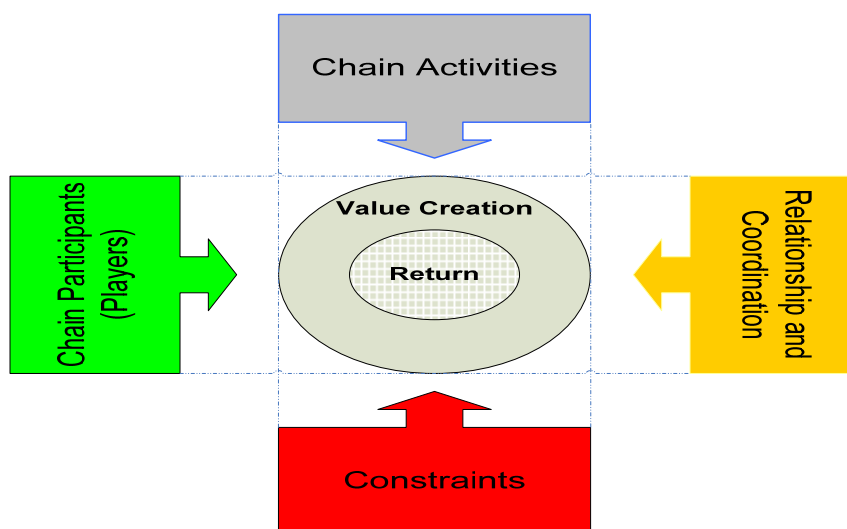 Chain Activities
Chain Participants
(Players)
Value Creation
Return
Relationship and
Coordination
Constraints